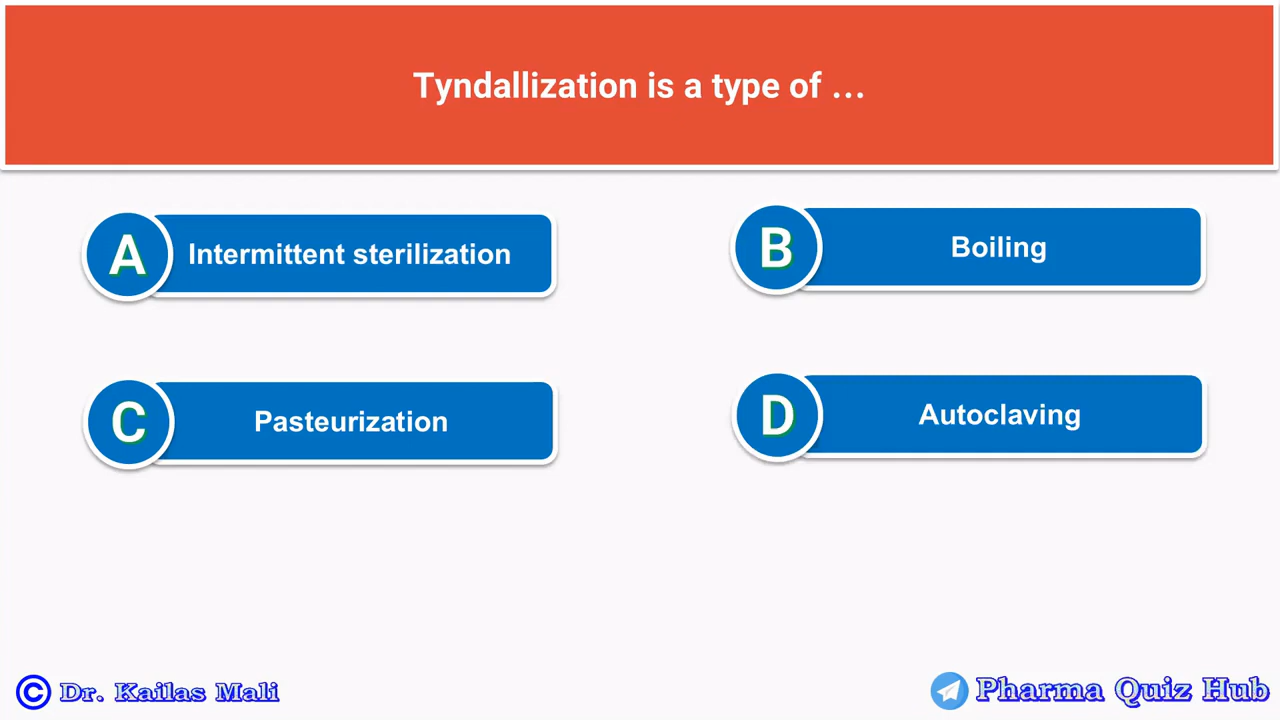 Tyndallization is a type of ...
A Intermittent sterilization
B Boiling
C Pasteurization
D Autoclaving
© Dr. Kailas Mali
Pharma Quiz Hub